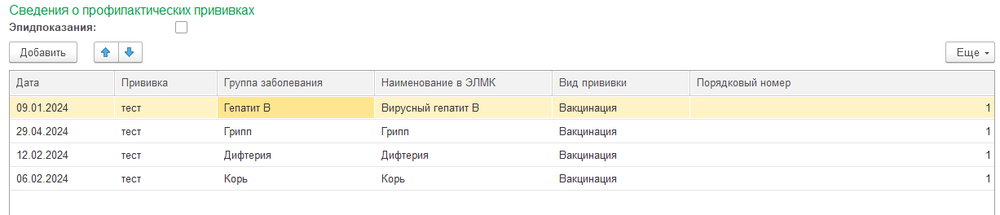 Сведения о профипактических прививках
Эпидпоказания:
Добавить Еще
Дата Прививка Группа заболевания Наименование в ЭЛМК Вид прививки Порядковый номер
09.01.2024 тест Гепатит В Вирусный гепатит В Вакцинация 1
29.04.2024 тест Грипп Грипп Вакцинация 1
12.02.2024 тест Дифтерия Дифтерия Вакцинация 1
06.02.2024 тест Корь Корь Вакцинация 1